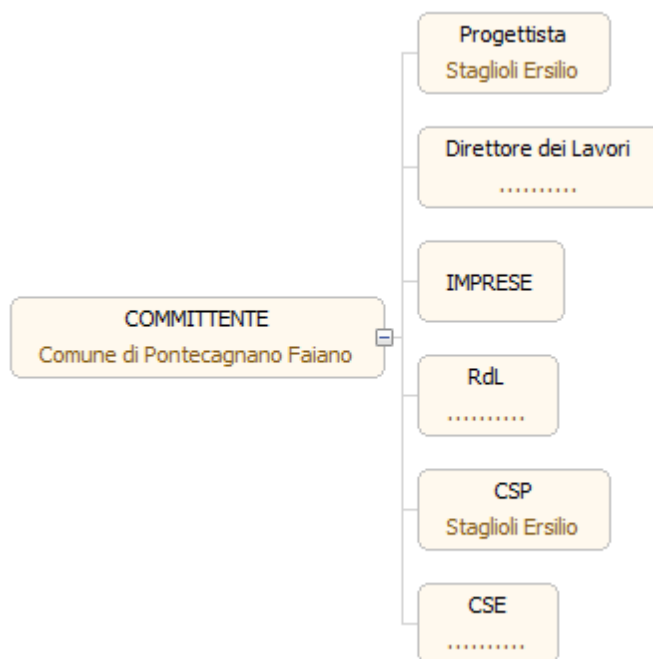 Progettista
Staglioli Ersilio
Direttore dei Lavori
..........
IMPRESE
COMMITTENTE
Comune di Pontecagnano Faiano
RdL
..........
CSP
Staglioli Ersilio
CSE
..........